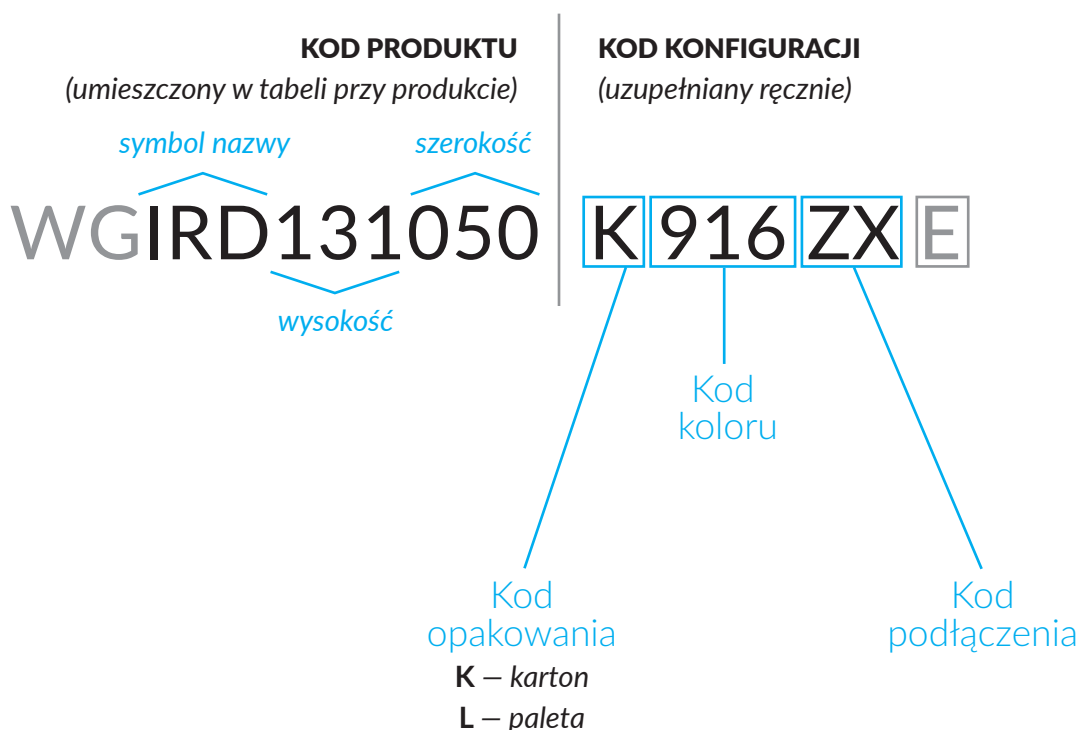 KOD PRODUKTU
(umieszczony w tabeli przy produkcie)
KOD KONFIGURACJI
(uzupełniany ręcznie)
symbol nazwy
szerokość
WGIRD131050 K 916 ZX E
wysokość
Kod
koloru
Kod
opakowania
K – karton
L – paleta
Kod
podłączenia